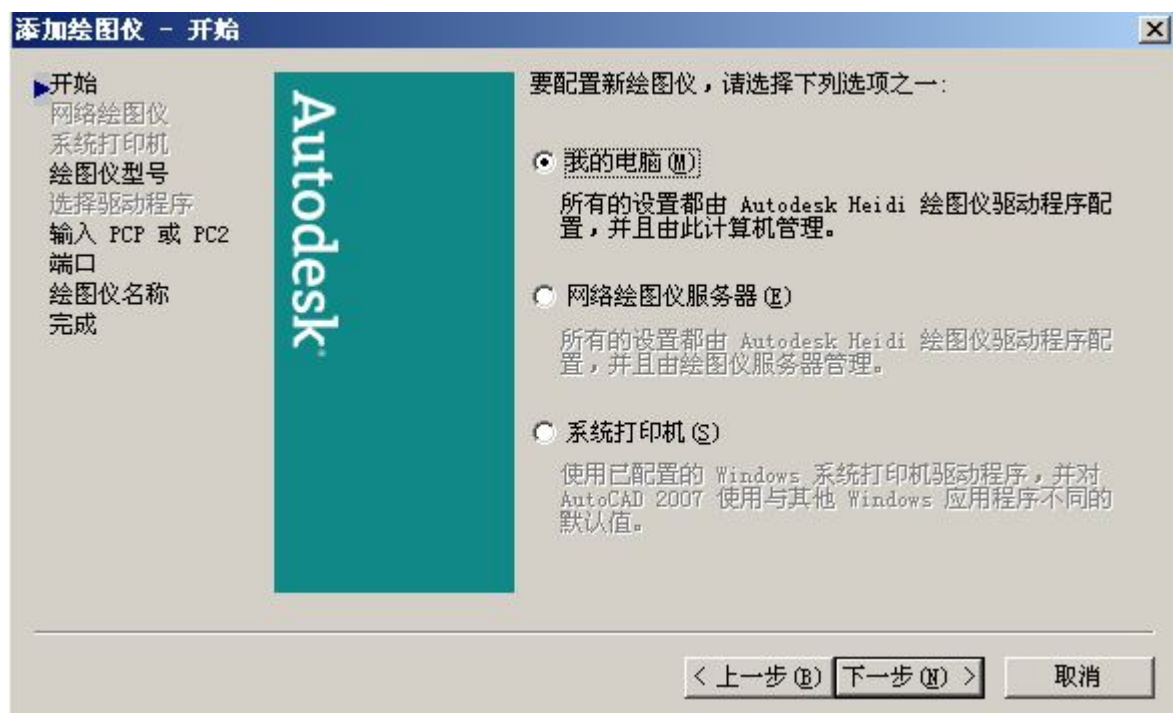 添加绘图仪 - 开始
开始
网络绘图仪
系统打印机
绘图仪型号
选择驱动程序
输入 PCP 或 PC2
端口
绘图仪名称
完成
Autodesk
要配置新绘图仪，请选择下列选项之一:
我的电脑(M)
所有的设置都由 Autodesk Heidi 绘图仪驱动程序配
置，并且由此计算机管理。
网络绘图仪服务器(E)
所有的设置都由 Autodesk Heidi 绘图仪驱动程序配
置，并且由绘图仪服务器管理。
系统打印机(S)
使用已配置的 Windows 系统打印机驱动程序，并对
AutoCAD 2007 使用与其他 Windows 应用程序不同的
默认值。
< 上一步(B)
下一步(N) >
取消